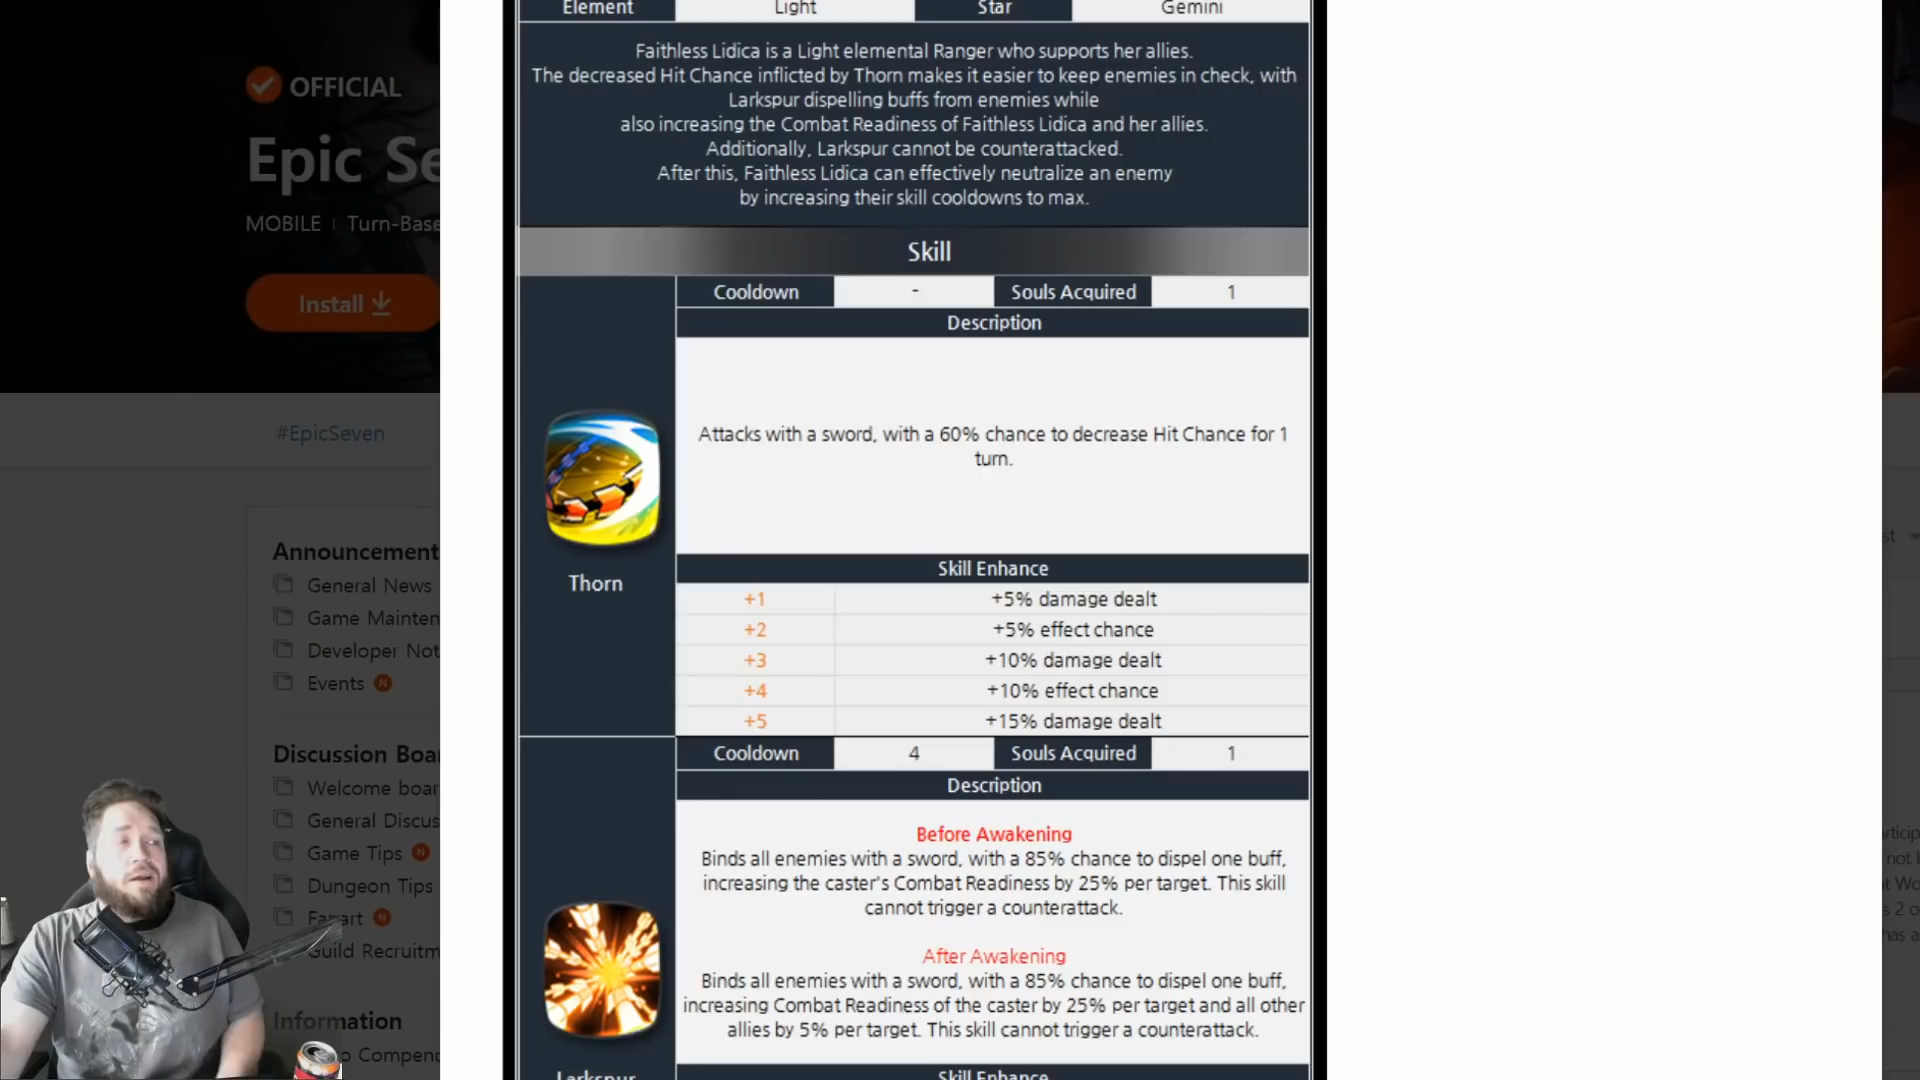 Element Light Star Gemini
Faithless Lidica is a Light elemental Ranger who supports her allies.
The decreased Hit Chance inflicted by Thorn makes it easier to keep enemies in check, with
Larkspur dispelling buffs from enemies while
also increasing the Combat Readiness of Faithless Lidica and her allies.
Additionally, Larkspur cannot be counterattacked.
After this, Faithless Lidica can effectively neutralize an enemy
by increasing their skill cooldowns to max.
Skill
Cooldown - Souls Acquired 1
Description
Attacks with a sword, with a 60% chance to decrease Hit Chance for 1
turn.
Thorn
Skill Enhance
+1 +5% damage dealt
+2 +5% effect chance
+3 +10% damage dealt
+4 +10% effect chance
+5 +15% damage dealt
Cooldown 4 Souls Acquired 1
Description
Before Awakening
Binds all enemies with a sword, with a 85% chance to dispel one buff,
increasing the caster's Combat Readiness by 25% per target. This skill
cannot trigger a counterattack.
After Awakening
Binds all enemies with a sword, with a 85% chance to dispel one buff,
increasing Combat Readiness of the caster by 25% per target and all other
allies by 5% per target. This skill cannot trigger a counterattack.
Larkspur
Skill Enhance
OFFICIAL
Epic Se
MOBILE | Turn-Base
Install
#EpicSeven
Announcement
General News
Game Mainten
Developer Not
Events N
Discussion Boa
Welcome boar
General Discus
Game Tips N
Dungeon Tips
Fanart N
Guild Recruitm
Information
o Compen